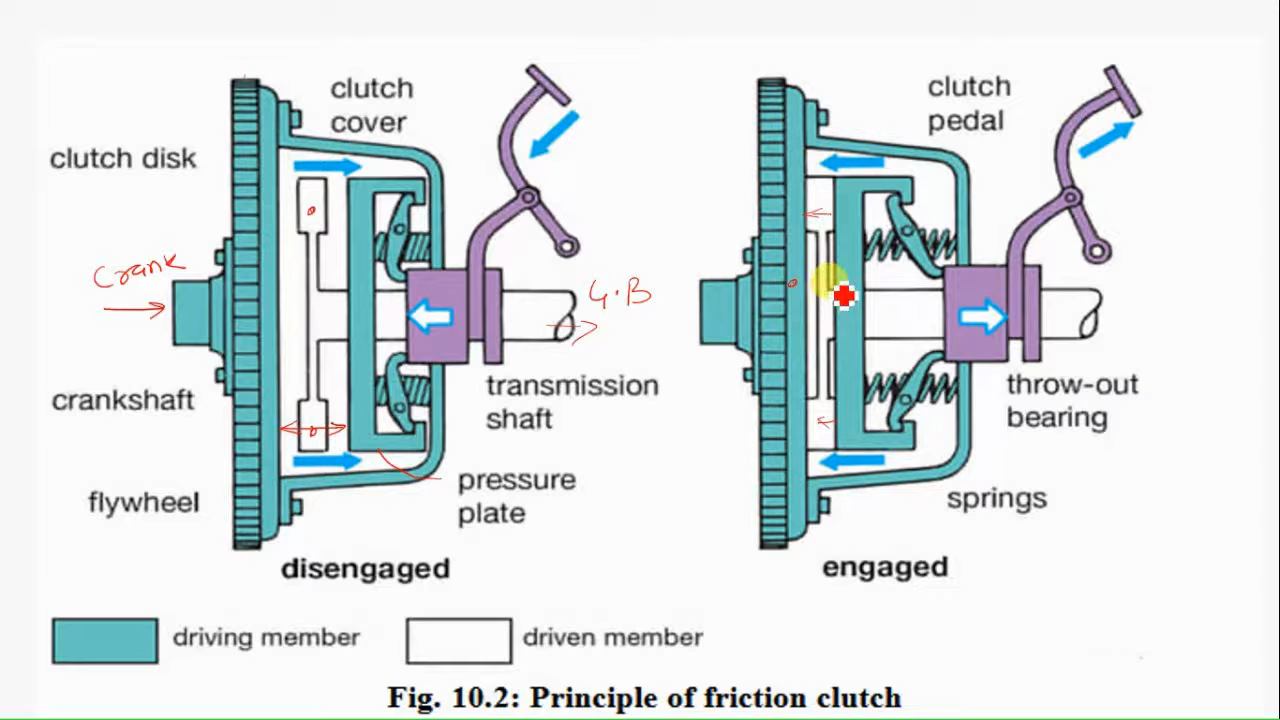 clutch
cover
clutch disk
Crank
G.B
crankshaft
transmission
shaft
flywheel
pressure
plate
disengaged
clutch
pedal
throw-out
bearing
springs
engaged
driving member
driven member
Fig. 10.2: Principle of friction clutch